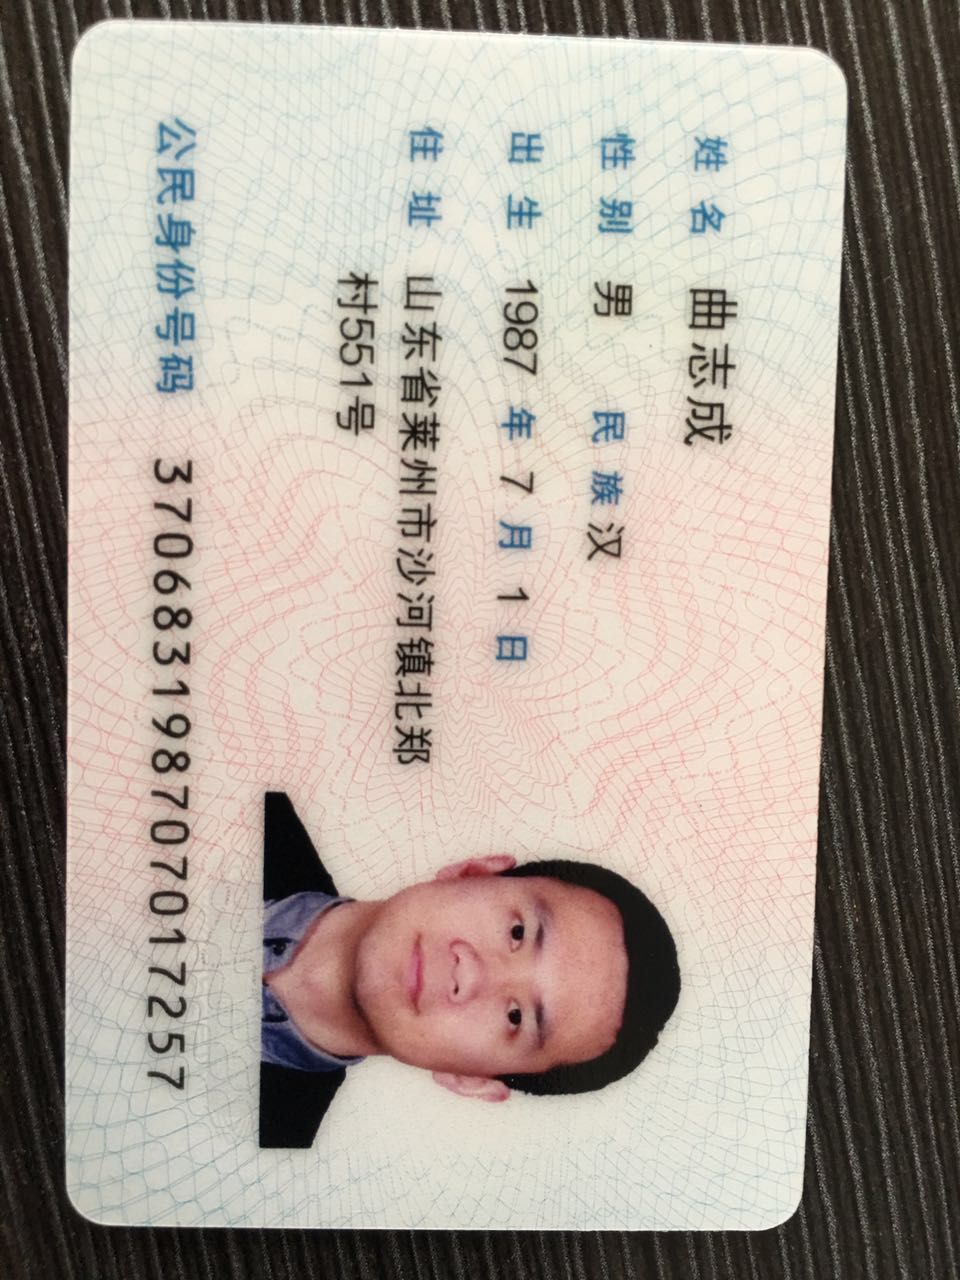 姓名 曲志成
性别 男 民族 汉
出生 1987 年 7 月 1 日
住址 山东省莱州市沙河镇北郑
村551号
公民身份号码 370683198707017257